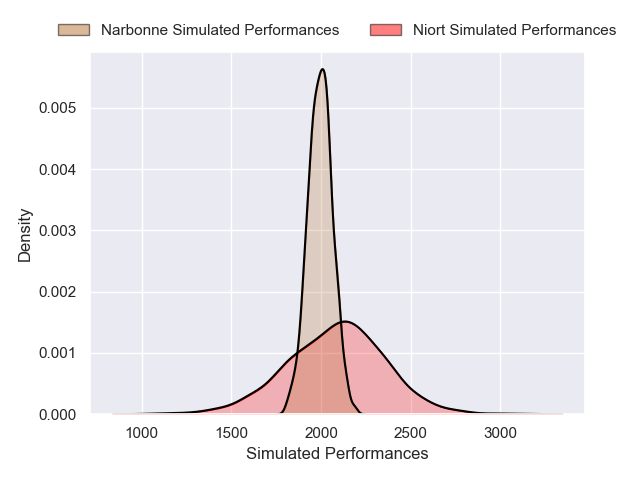 Narbonne Simulated Performances Niort Simulated Performances
Density
0.005
0.004
0.003
0.002
0.001
0.000
1000 1500 2000 2500 3000
Simulated Performances